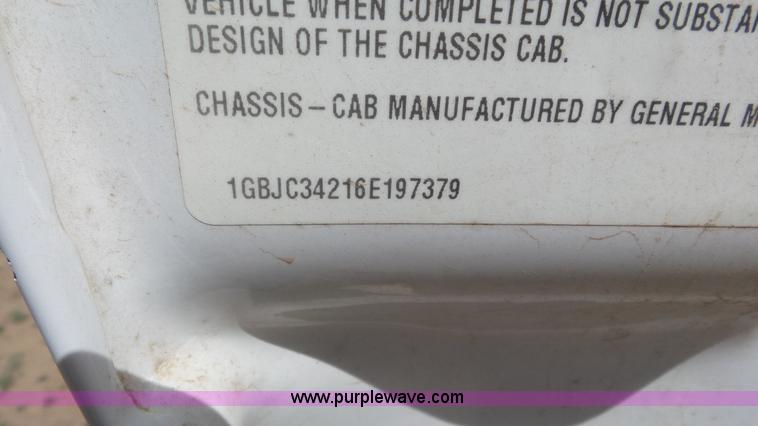 VEHICLE WHEN COMPLETED IS NOT
DESIGN OF THE CHASSIS CAB.
CHASSIS-CAB MANUFACTURED BY GENERAL
1GBJC34216E197379
www.purplewave.com